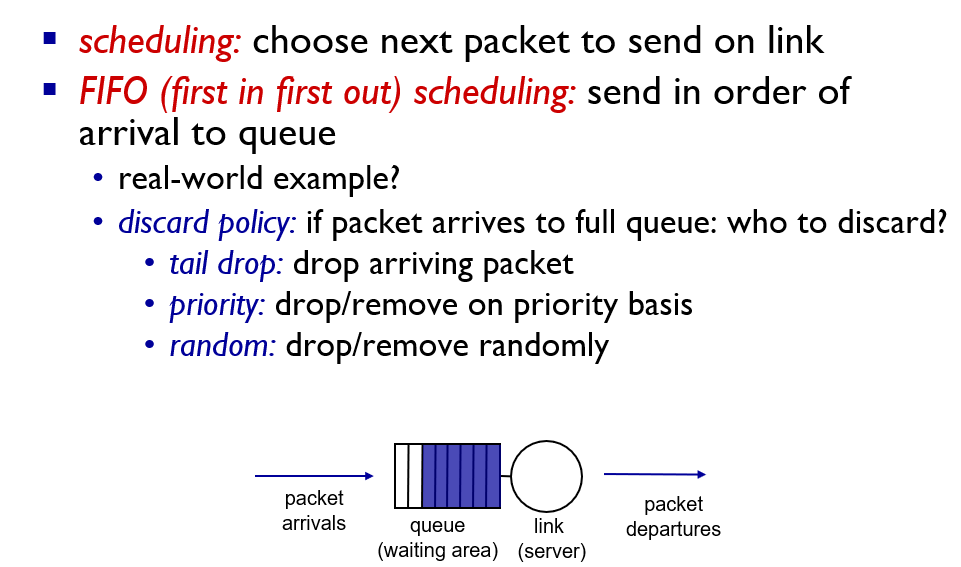 scheduling: choose next packet to send on link
FIFO (first in first out) scheduling: send in order of
arrival to queue
real-world example?
discard policy: if packet arrives to full queue: who to discard?
tail drop: drop arriving packet
priority: drop/remove on priority basis
random: drop/remove randomly
packet
arrivals
queue
(waiting area)
link
(server)
packet
departures